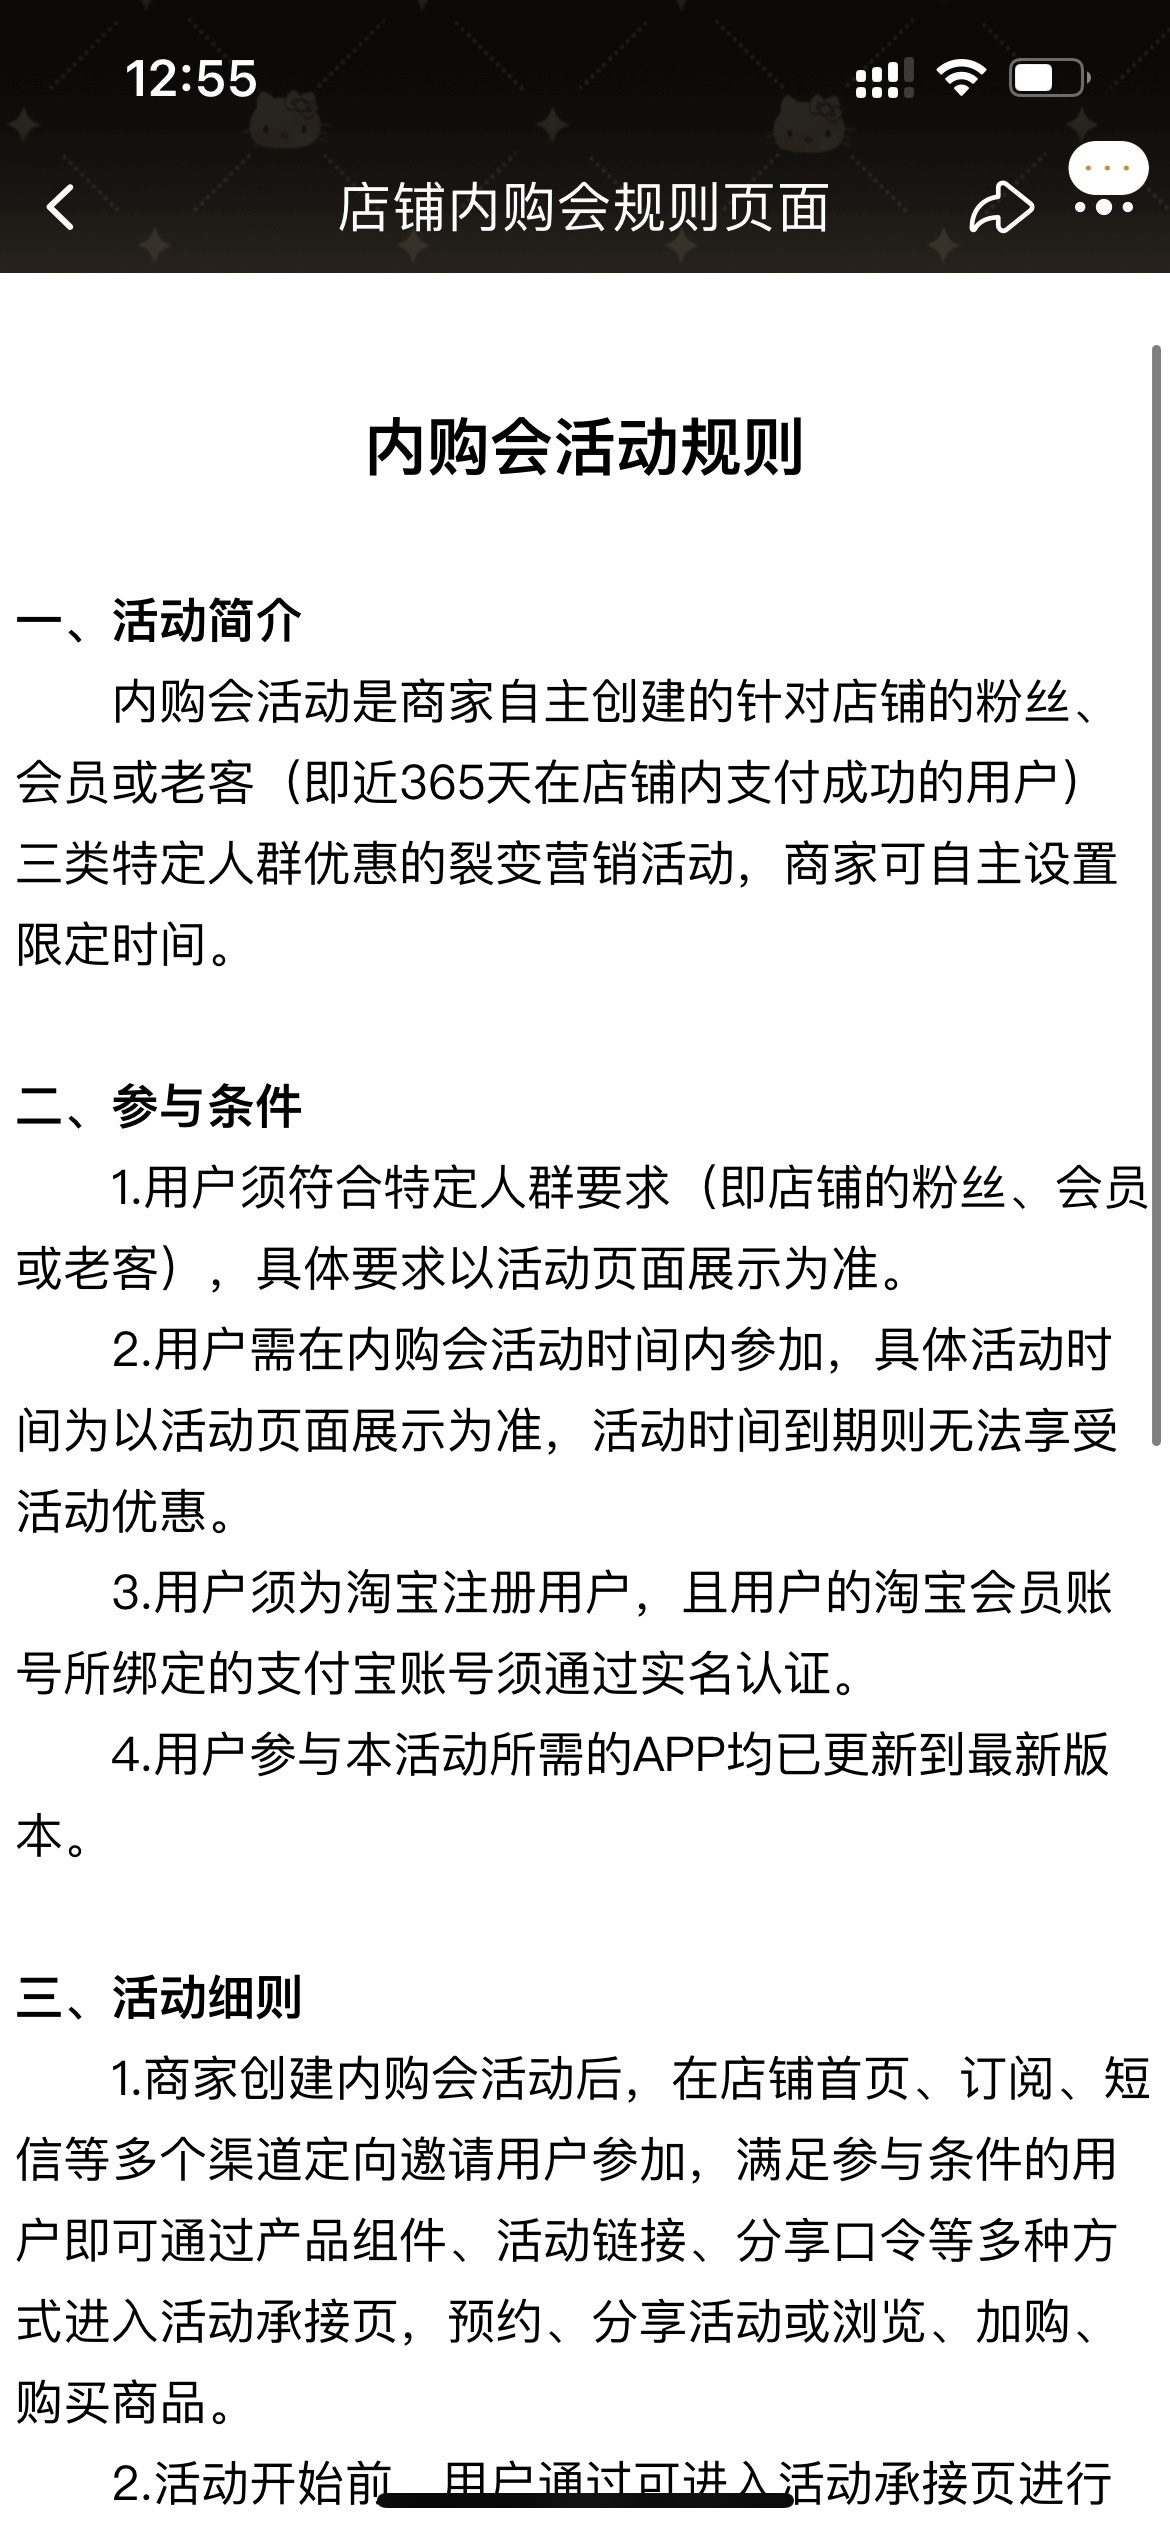 12:55
店铺内购会规则页面
内购会活动规则
一、活动简介
内购会活动是商家自主创建的针对店铺的粉丝、
会员或老客（即近365天在店铺内支付成功的用户）
三类特定人群优惠的裂变营销活动，商家可自主设置
限定时间。
二、参与条件
1.用户须符合特定人群要求（即店铺的粉丝、会员
或老客），具体要求以活动页面展示为准。
2.用户需在内购会活动时间内参加，具体活动时
间为以活动页面展示为准，活动时间到期则无法享受
活动优惠。
3.用户须为淘宝注册用户，且用户的淘宝会员账
号所绑定的支付宝账号须通过实名认证。
4.用户参与本活动所需的APP均已更新到最新版
本。
三、活动细则
1.商家创建内购会活动后，在店铺首页、订阅、短
信等多个渠道定向邀请用户参加，满足参与条件的用
户即可通过产品组件、活动链接、分享口令等多种方
式进入活动承接页，预约、分享活动或浏览、加购、
购买商品。
2.活动开始前，用户通过可进入活动承接页进行